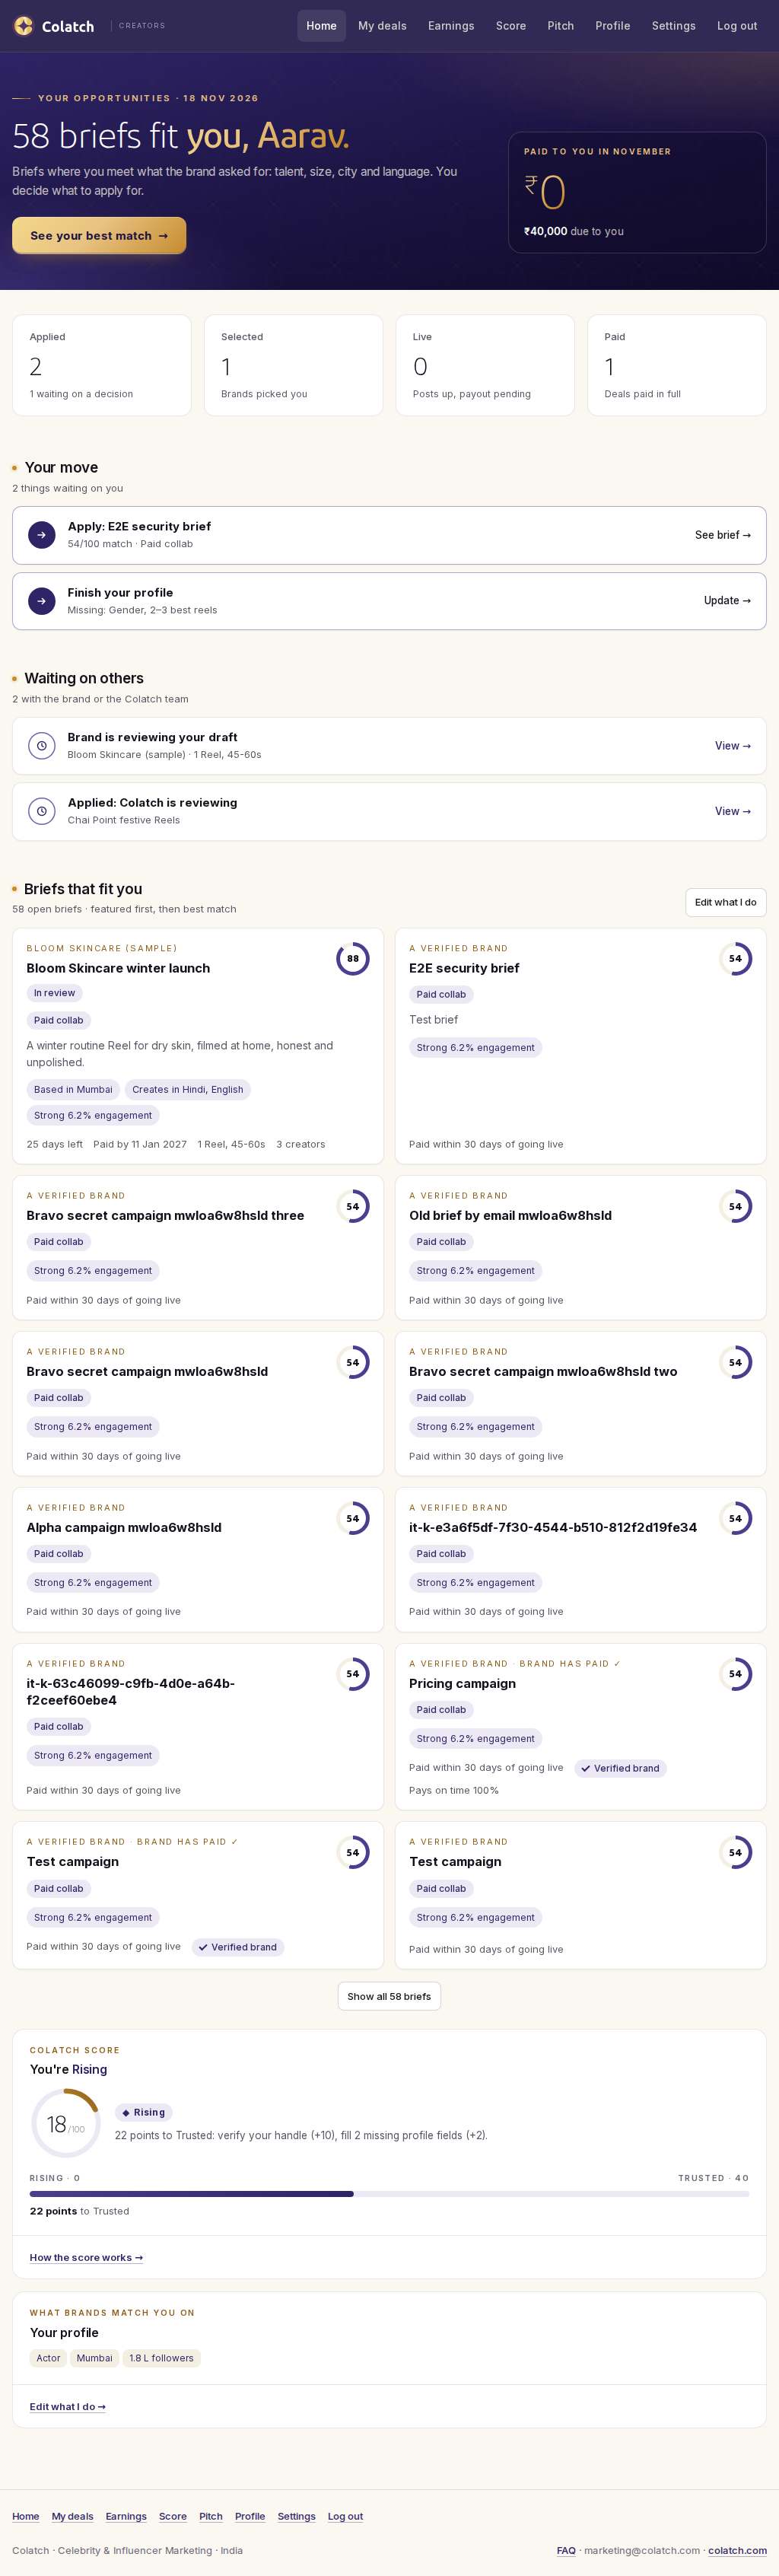 Colatch
CREATORS
Home
My deals
Earnings
Score
Pitch
Profile
Settings
Log out
YOUR OPPORTUNITIES · 18 NOV 2026
58 briefs fit you, Aarav.
Briefs where you meet what the brand asked for: talent, size, city and language. You
decide what to apply for.
See your best match →
PAID TO YOU IN NOVEMBER
₹0
₹40,000 due to you
Applied
2
1 waiting on a decision
Selected
1
Brands picked you
Live
0
Posts up, payout pending
Paid
1
Deals paid in full
Your move
2 things waiting on you
Apply: E2E security brief
54/100 match · Paid collab
See brief →
Finish your profile
Missing: Gender, 2–3 best reels
Update →
Waiting on others
2 with the brand or the Colatch team
Brand is reviewing your draft
Bloom Skincare (sample) · 1 Reel, 45-60s
View →
Applied: Colatch is reviewing
Chai Point festive Reels
View →
Briefs that fit you
58 open briefs · featured first, then best match
Edit what I do
BLOOM SKINCARE (SAMPLE)
88
Bloom Skincare winter launch
In review
Paid collab
A winter routine Reel for dry skin, filmed at home, honest and
unpolished.
Based in Mumbai
Creates in Hindi, English
Strong 6.2% engagement
25 days left
Paid by 11 Jan 2027
1 Reel, 45-60s
3 creators
A VERIFIED BRAND
54
E2E security brief
Paid collab
Test brief
Strong 6.2% engagement
Paid within 30 days of going live
A VERIFIED BRAND
54
Bravo secret campaign mwloa6w8hsld three
Paid collab
Strong 6.2% engagement
Paid within 30 days of going live
A VERIFIED BRAND
54
Old brief by email mwloa6w8hsld
Paid collab
Strong 6.2% engagement
Paid within 30 days of going live
A VERIFIED BRAND
54
Bravo secret campaign mwloa6w8hsld
Paid collab
Strong 6.2% engagement
Paid within 30 days of going live
A VERIFIED BRAND
54
Bravo secret campaign mwloa6w8hsld two
Paid collab
Strong 6.2% engagement
Paid within 30 days of going live
A VERIFIED BRAND
54
Alpha campaign mwloa6w8hsld
Paid collab
Strong 6.2% engagement
Paid within 30 days of going live
A VERIFIED BRAND
54
it-k-e3a6f5df-7f30-4544-b510-812f2d19fe34
Paid collab
Strong 6.2% engagement
Paid within 30 days of going live
A VERIFIED BRAND
54
it-k-63c46099-c9fb-4d0e-a64b-
f2ceef60ebe4
Paid collab
Strong 6.2% engagement
Paid within 30 days of going live
A VERIFIED BRAND · BRAND HAS PAID ✓
54
Pricing campaign
Paid collab
Strong 6.2% engagement
Paid within 30 days of going live
✓ Verified brand
Pays on time 100%
A VERIFIED BRAND · BRAND HAS PAID ✓
54
Test campaign
Paid collab
Strong 6.2% engagement
Paid within 30 days of going live
✓ Verified brand
A VERIFIED BRAND
54
Test campaign
Paid collab
Strong 6.2% engagement
Paid within 30 days of going live
Show all 58 briefs
COLATCH SCORE
You're Rising
18/100
◆ Rising
22 points to Trusted: verify your handle (+10), fill 2 missing profile fields (+2).
RISING · 0
TRUSTED · 40
22 points to Trusted
How the score works →
WHAT BRANDS MATCH YOU ON
Your profile
Actor
Mumbai
1.8 L followers
Edit what I do →
Home
My deals
Earnings
Score
Pitch
Profile
Settings
Log out
Colatch · Celebrity & Influencer Marketing · India
FAQ · marketing@colatch.com · colatch.com